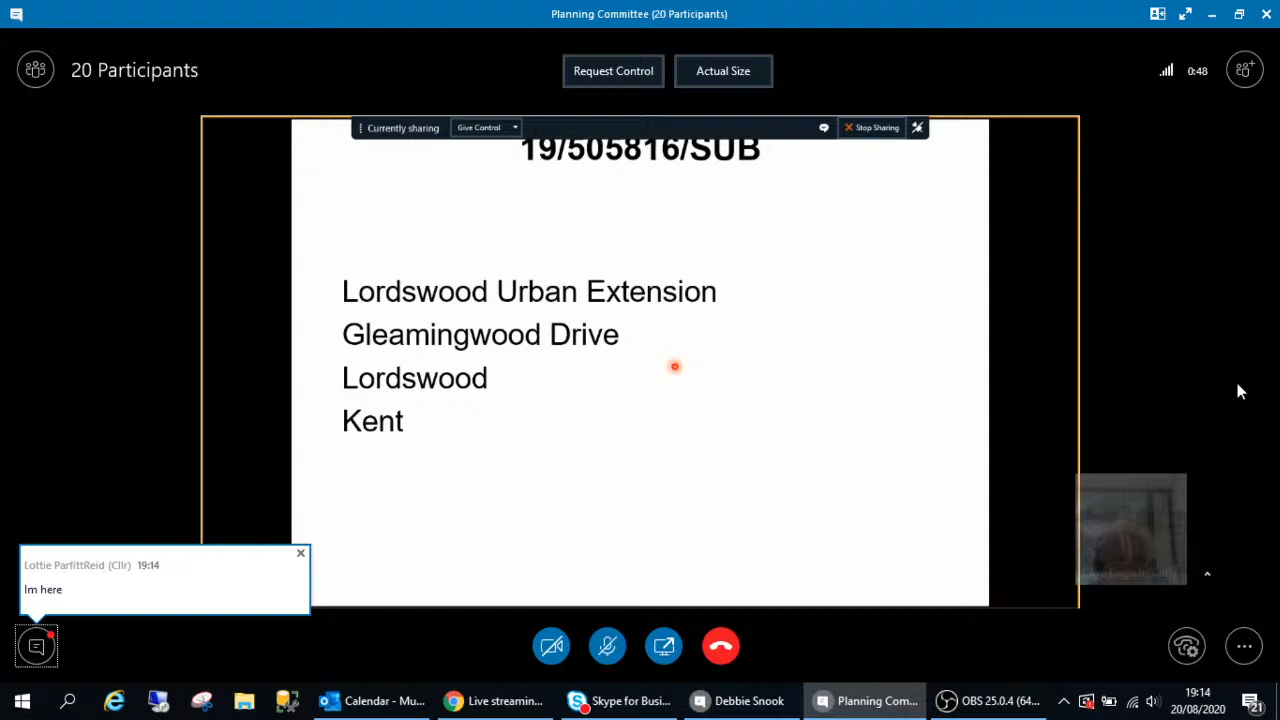 Planning Committee (20 Participants)
20 Participants
Request Control
Actual Size
0:48
Currently sharing
Give Control
Stop Sharing
19/505816/SUB
Lordswood Urban Extension
Gleamingwood Drive
Lordswood
Kent
Lottie ParfittReid (Cllr) 19:14
Im here
Calendar - Mu...
Live streamin...
Skype for Busi...
Debbie Snook
Planning Com...
OBS 25.0.4 (64...
19:14
20/08/2020
21